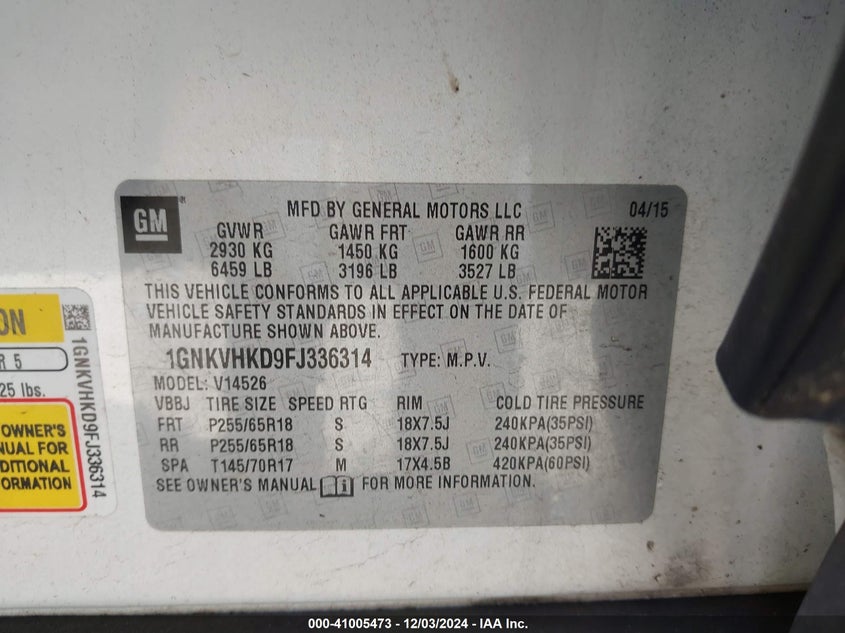 GM
MFD BY GENERAL MOTORS LLC 04/15
GVWR GAWR FRT GAWR RR
2930 KG 1450 KG 1600 KG
6459 LB 3196 LB 3527 LB
THIS VEHICLE CONFORMS TO ALL APPLICABLE U.S. FEDERAL MOTOR
VEHICLE SAFETY STANDARDS IN EFFECT ON THE DATE OF
MANUFACTURE SHOWN ABOVE.
1GNKVHKD9FJ336314 TYPE: M.P.V.
MODEL: V14526
VBBJ TIRE SIZE SPEED RTG RIM COLD TIRE PRESSURE
FRT P255/65R18 S 18X7.5J 240KPA(35PSI)
RR P255/65R18 S 18X7.5J 240KPA(35PSI)
SPA T145/70R17 M 17X4.5B 420KPA(60PSI)
SEE OWNER'S MANUAL FOR MORE INFORMATION.
ON
R 5
25 lbs.
OWNER'S
NUAL FOR
DITIONAL
ORMATION
1GNKVHKD9FJ336314
000-41005473 - 12/03/2024 - IAA Inc.